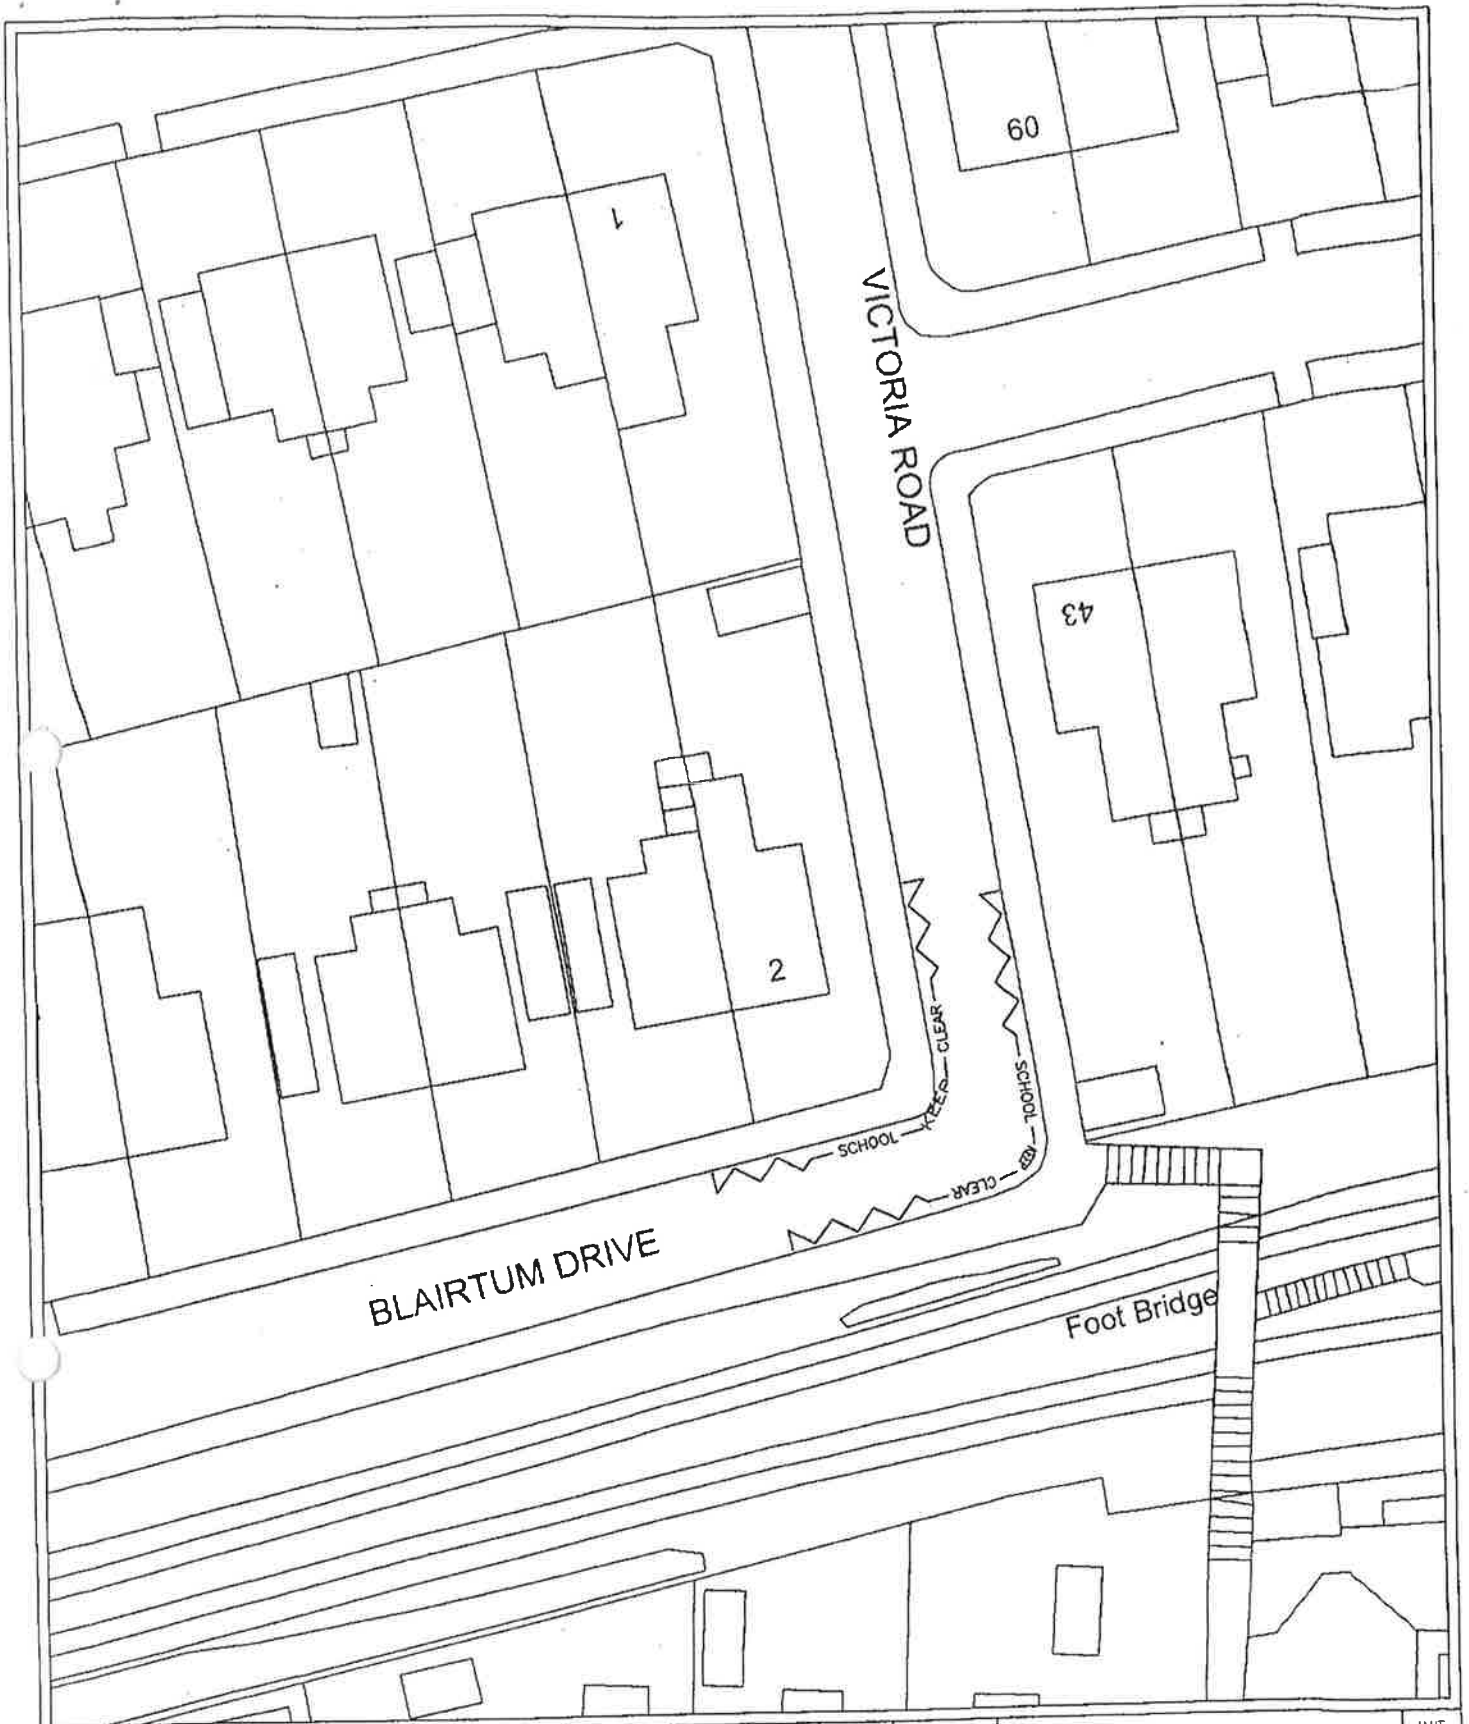 60
1
VICTORIA ROAD
43
2
SCHOOL KEEP CLEAR
SCHOOL KEEP CLEAR
BLAIRTUM DRIVE
Foot Bridge